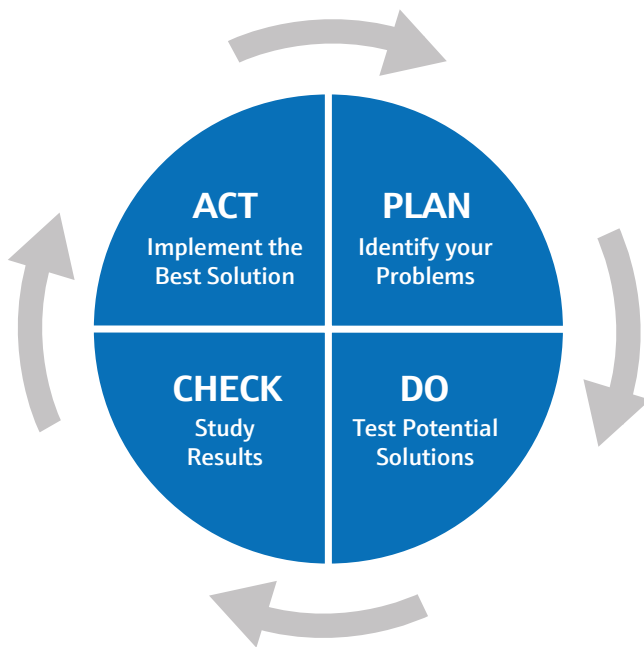 ACT
Implement the
Best Solution
PLAN
Identify your
Problems
CHECK
Study
Results
DO
Test Potential
Solutions